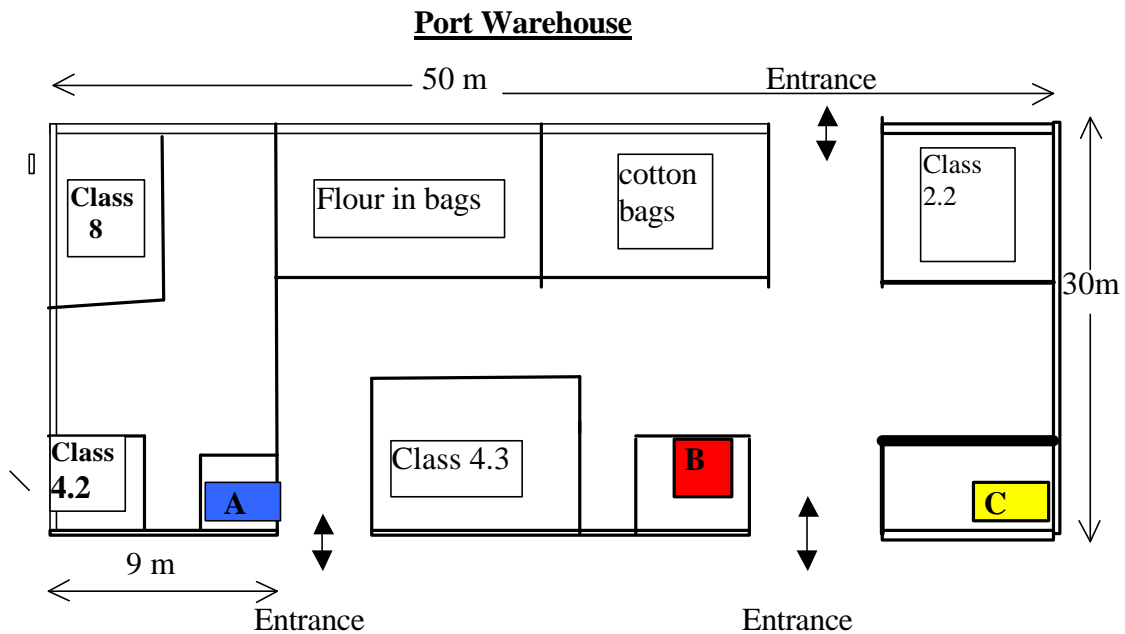 Port Warehouse
50 m
Entrance
Class
8
Flour in bags
cotton
bags
Class
2.2
30m
Class
4.2
A
Class 4.3
B
C
9 m
Entrance
Entrance